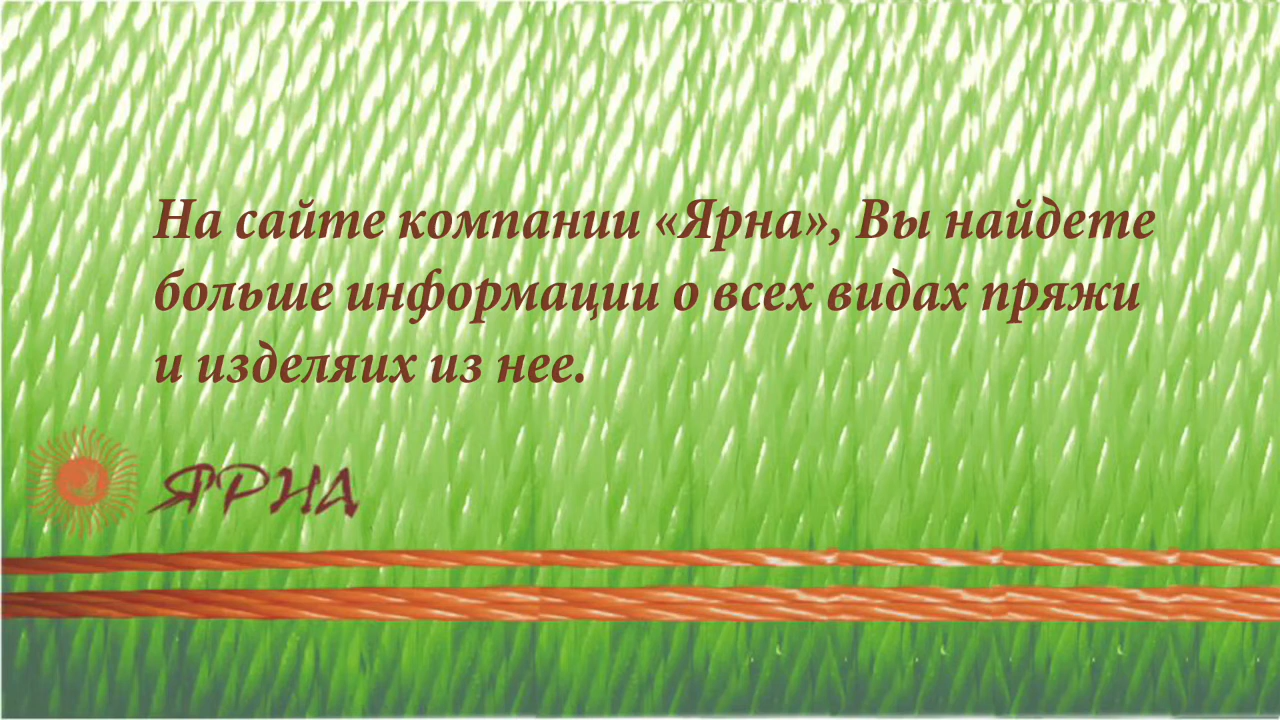 На сайте компании «Ярна», Вы найдете
больше информации о всех видах пряжи
и изделяих из нее.
ЯРНА